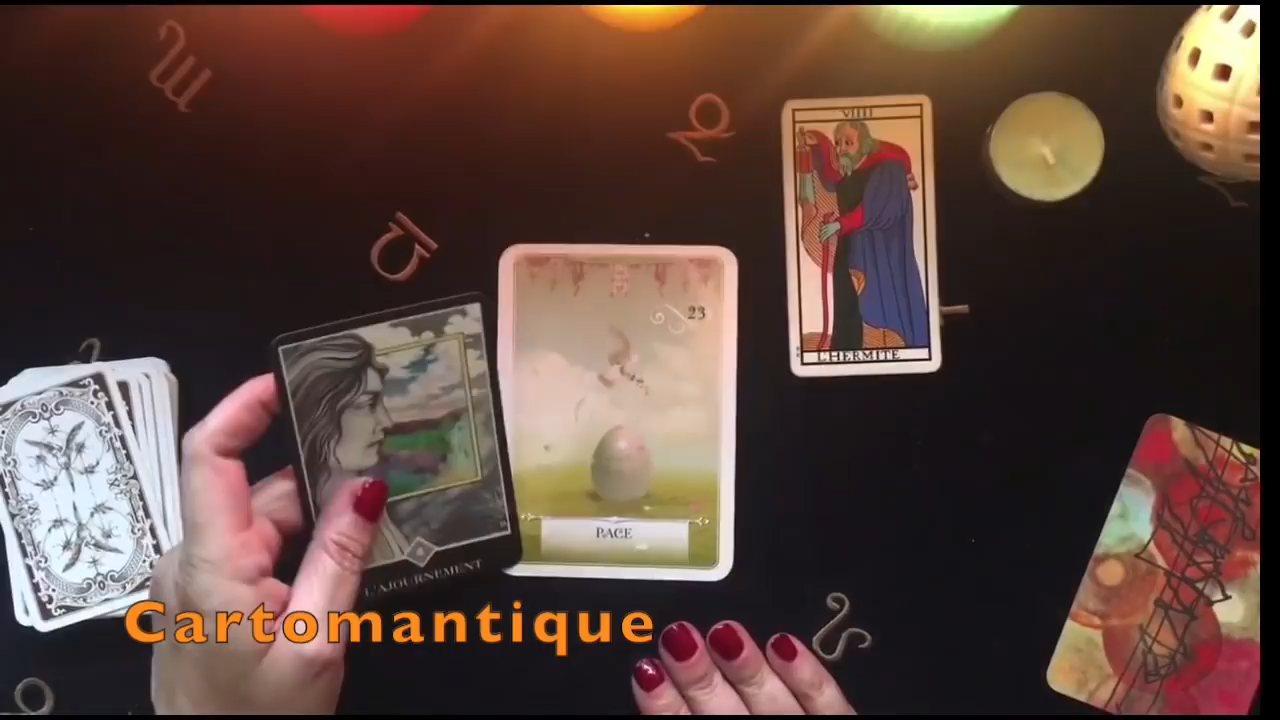 VIIII
L'HERMITE
23
PACE
L'AJOURNEMENT
Cartomantique